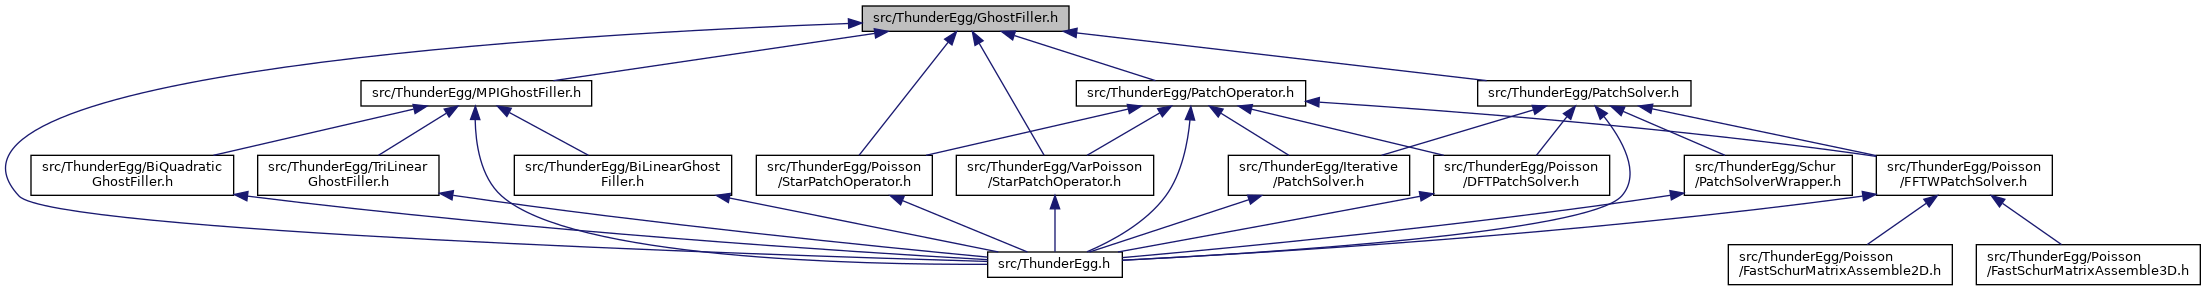 src/ThunderEgg/GhostFiller.h
src/ThunderEgg/MPIGhostFiller.h
src/ThunderEgg/PatchOperator.h
src/ThunderEgg/PatchSolver.h
src/ThunderEgg/BiQuadratic
GhostFiller.h
src/ThunderEgg/TriLinear
GhostFiller.h
src/ThunderEgg/BiLinearGhost
Filler.h
src/ThunderEgg/Poisson
/StarPatchOperator.h
src/ThunderEgg/VarPoisson
/StarPatchOperator.h
src/ThunderEgg/Iterative
/PatchSolver.h
src/ThunderEgg/Poisson
/DFTPatchSolver.h
src/ThunderEgg/Schur
/PatchSolverWrapper.h
src/ThunderEgg/Poisson
/FFTWPatchSolver.h
src/ThunderEgg.h
src/ThunderEgg/Poisson
/FastSchurMatrixAssemble2D.h
src/ThunderEgg/Poisson
/FastSchurMatrixAssemble3D.h